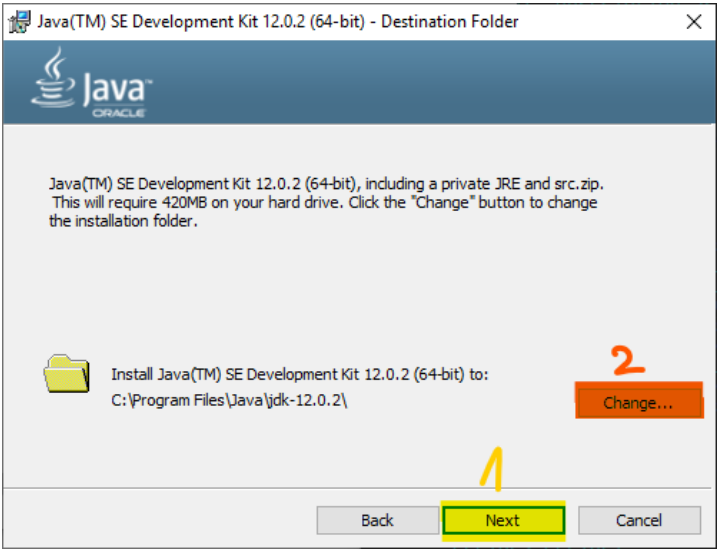 Java(TM) SE Development Kit 12.0.2 (64-bit) - Destination Folder
Java™
ORACLE
Java(TM) SE Development Kit 12.0.2 (64-bit), including a private JRE and src.zip.
This will require 420MB on your hard drive. Click the "Change" button to change
the installation folder.
2
Install Java(TM) SE Development Kit 12.0.2 (64-bit) to:
C:\Program Files\Java\jdk-12.0.2\
Change...
1
Back
Next
Cancel